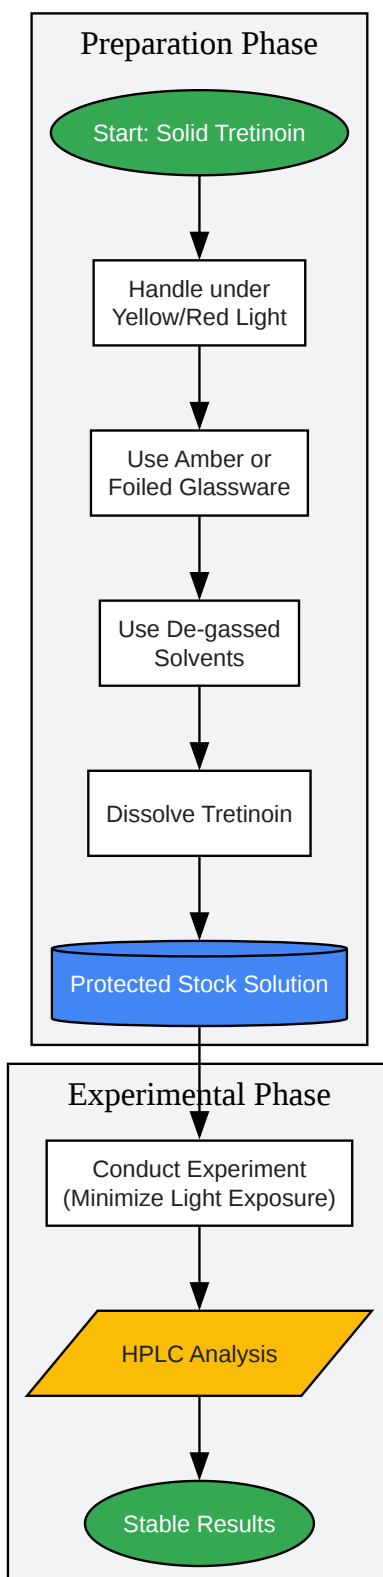 Preparation Phase
Start: Solid Tretinoin
Handle under
Yellow/Red Light
Use Amber or
Foiled Glassware
Use De-gassed
Solvents
Dissolve Tretinoin
Protected Stock Solution
Experimental Phase
Conduct Experiment
(Minimize Light Exposure)
HPLC Analysis
Stable Results